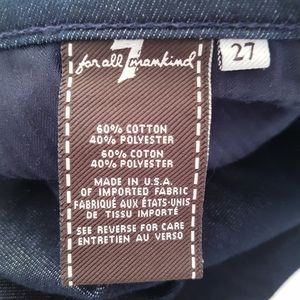 7
for all mankind
27
60% COTTON
40% POLYESTER
60% COTON
40% POLYESTER
MADE IN U.S.A.
OF IMPORTED FABRIC
FABRIQUÉ AUX ÉTATS-UNIS
DE TISSU IMPORTÉ
SEE REVERSE FOR CARE
ENTRETIEN AU VERSO